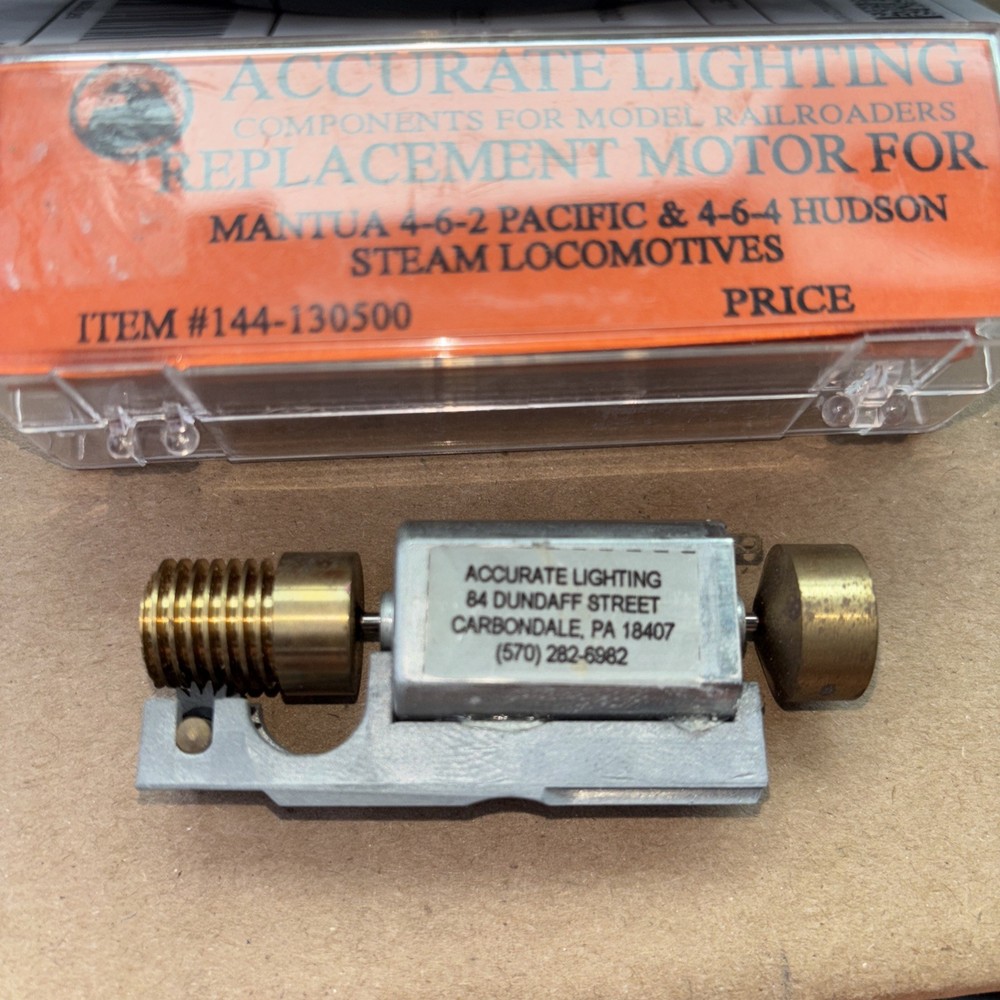 ACCURATE LIGHTING
COMPONENTS FOR MODEL RAILROADERS
REPLACEMENT MOTOR FOR
MANTUA 4-6-2 PACIFIC & 4-6-4 HUDSON
STEAM LOCOMOTIVES
ITEM #144-130500
PRICE
ACCURATE LIGHTING
84 DUNDAFF STREET
CARBONDALE, PA 18407
(570) 282-6982